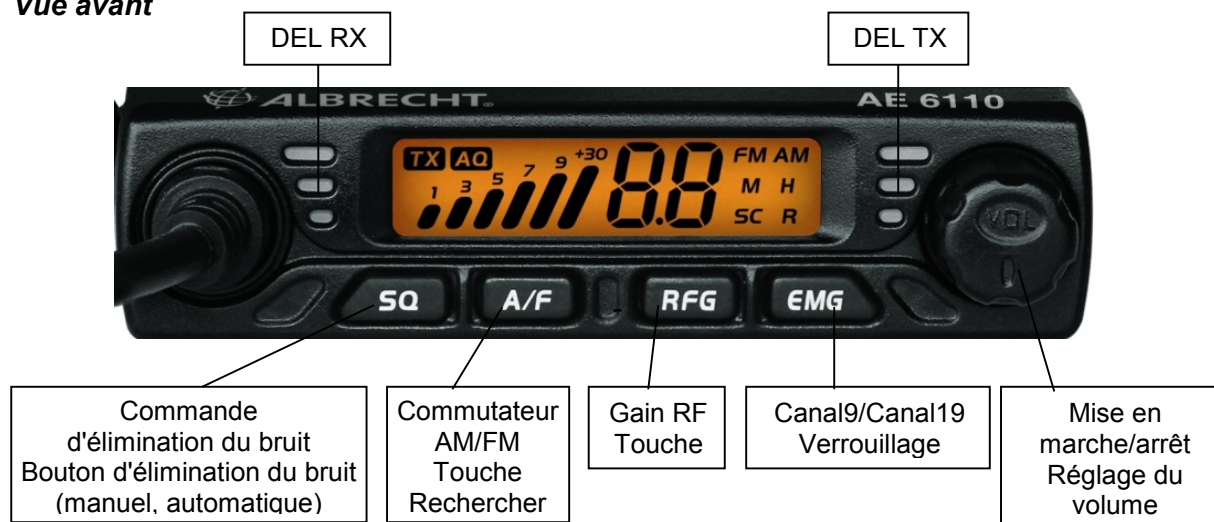 Vue avant
DEL RX
DEL TX
ALBRECHT®
AE 6110
TX AQ
1 3 5 7 9 +30
8.8
FM AM
M H
SC R
VOL
SQ
A/F
RFG
EMG
Commande
d'élimination du bruit
Bouton d'élimination du bruit
(manuel, automatique)
Commutateur
AM/FM
Touche
Rechercher
Gain RF
Touche
Canal9/Canal19
Verrouillage
Mise en
marche/arrêt
Réglage du
volume